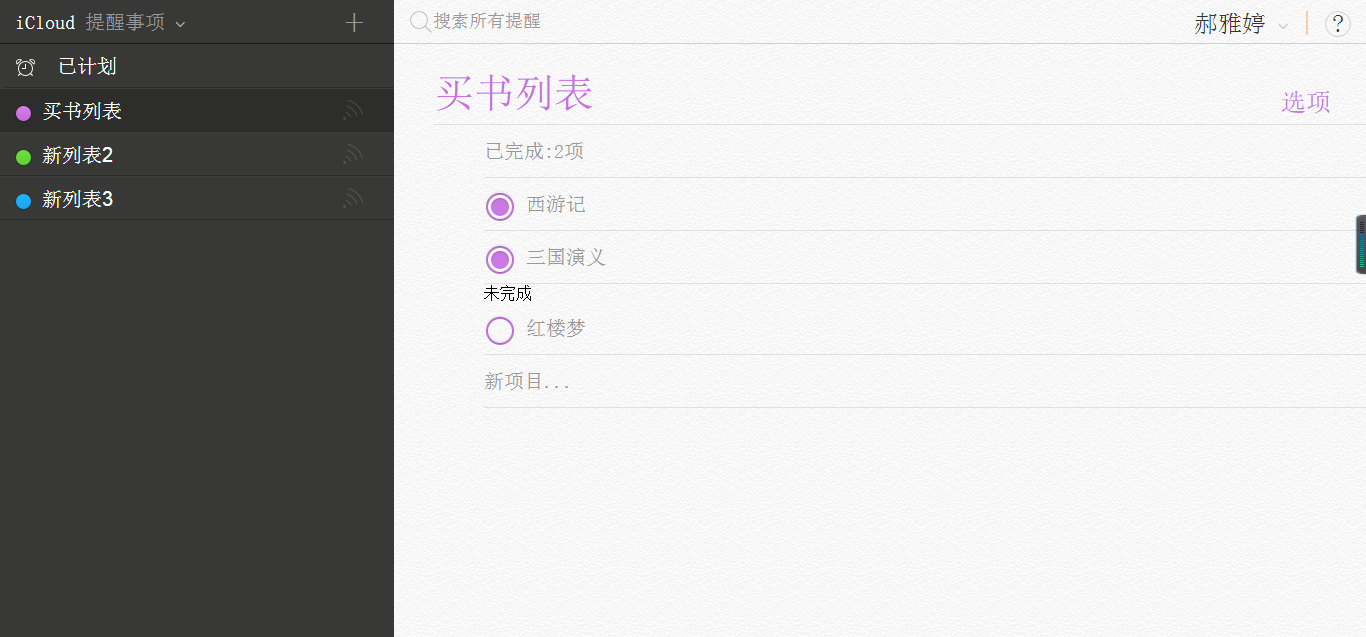 iCloud 提醒事项
已计划
买书列表
新列表2
新列表3
搜索所有提醒
郝雅婷
?
买书列表
选项
已完成:2项
西游记
三国演义
未完成
红楼梦
新项目...